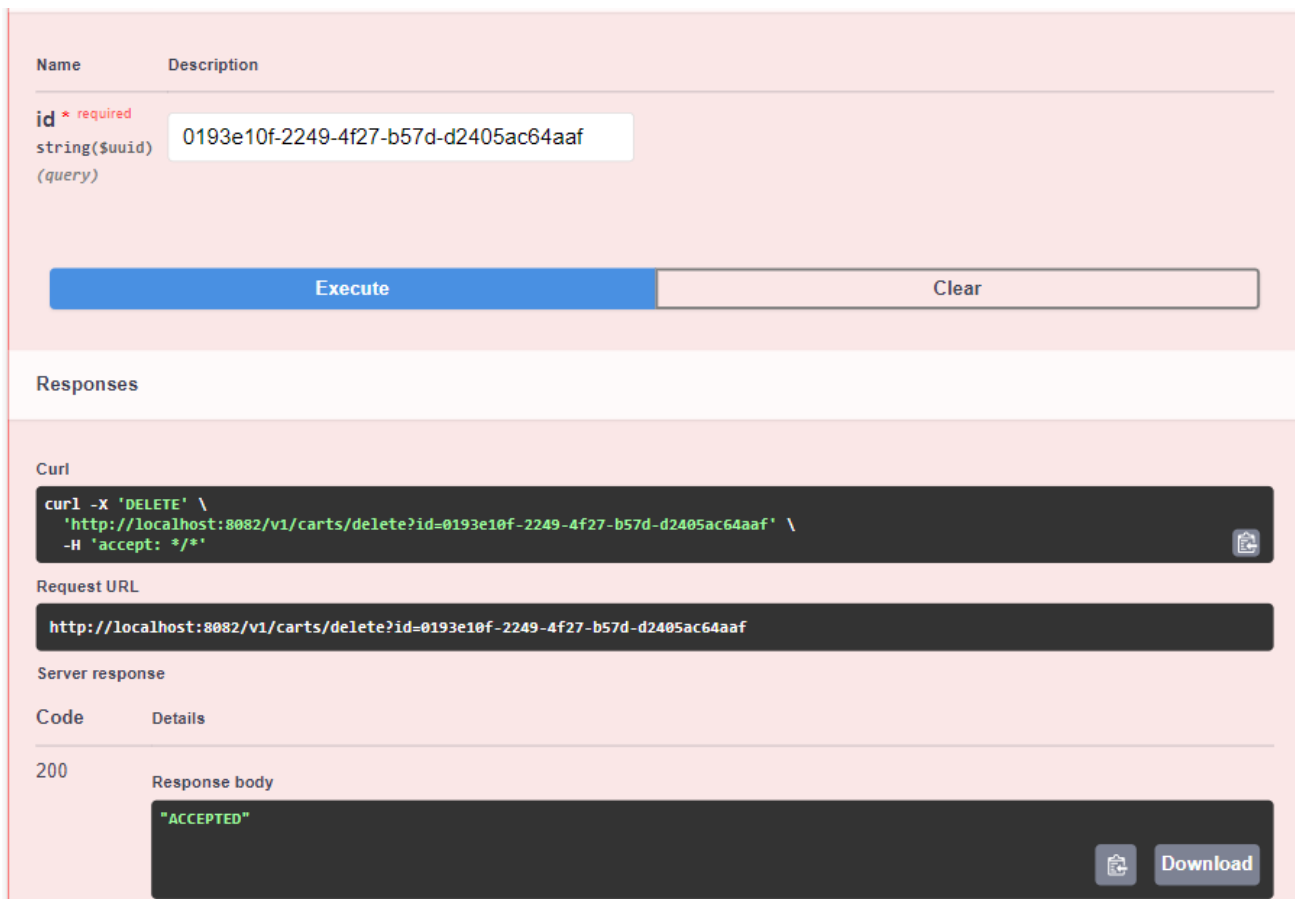 Name Description
id * required
string($uuid)
(query)
0193e10f-2249-4f27-b57d-d2405ac64aaf
Execute Clear
Responses
Curl
curl -X 'DELETE' \
'http://localhost:8082/v1/carts/delete?id=0193e10f-2249-4f27-b57d-d2405ac64aaf' \
-H 'accept: */*'
Request URL
http://localhost:8082/v1/carts/delete?id=0193e10f-2249-4f27-b57d-d2405ac64aaf
Server response
Code Details
200
Response body
"ACCEPTED"
Download